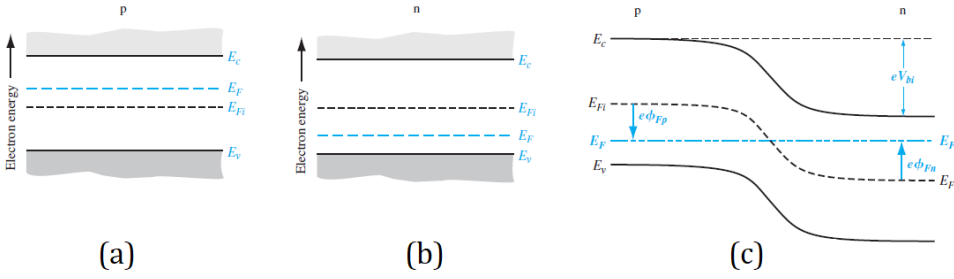 p
Electron energy
E_c
E_F
E_Fi
E_v
(a)
n
Electron energy
E_c
E_Fi
E_F
E_v
(b)
p
n
E_c
eV_bi
E_Fi
eϕ_Fp
E_F
E_F
E_v
eϕ_Fn
E_F
(c)